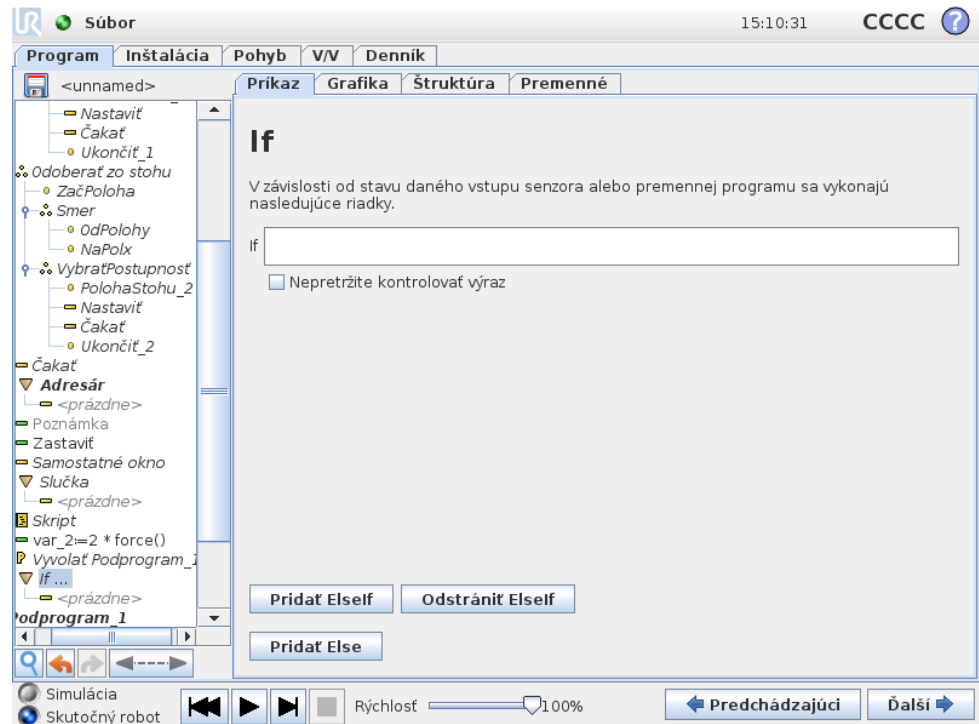 UR Súbor 15:10:31 CCCC ?
Program Inštalácia Pohyb V/V Denník
<unnamed>
Príkaz Grafika Štruktúra Premenné
Nastaviť
Čakať
Ukončiť_1
Odoberať zo stohu
ZačPoloha
Smer
OdPolohy
NaPolx
VybraťPostupnosť
PolohaStohu_2
Nastaviť
Čakať
Ukončiť_2
Čakať
Adresár
<prázdne>
Poznámka
Zastaviť
Samostatné okno
Slučka
<prázdne>
Skript
var_2:=2 * force()
Vyvolať Podprogram_1
If ...
<prázdne>
Podprogram_1
If
V závislosti od stavu daného vstupu senzora alebo premennej programu sa vykonajú
nasledujúce riadky.
If
Nepretržite kontrolovať výraz
Pridať ElseIf Odstrániť ElseIf
Pridať Else
Simulácia
Skutočný robot
Rýchlosť 100%
Predchádzajúci Ďalší